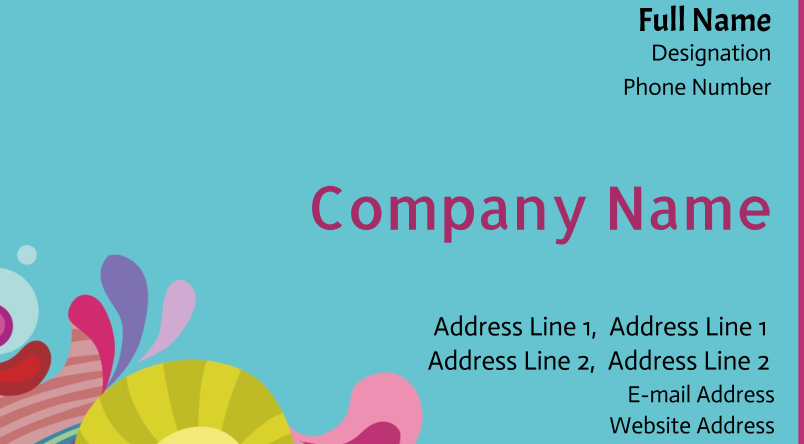 Full Name
Designation
Phone Number
Company Name
Address Line 1,  Address Line 1
Address Line 2,  Address Line 2
E-mail Address
Website Address